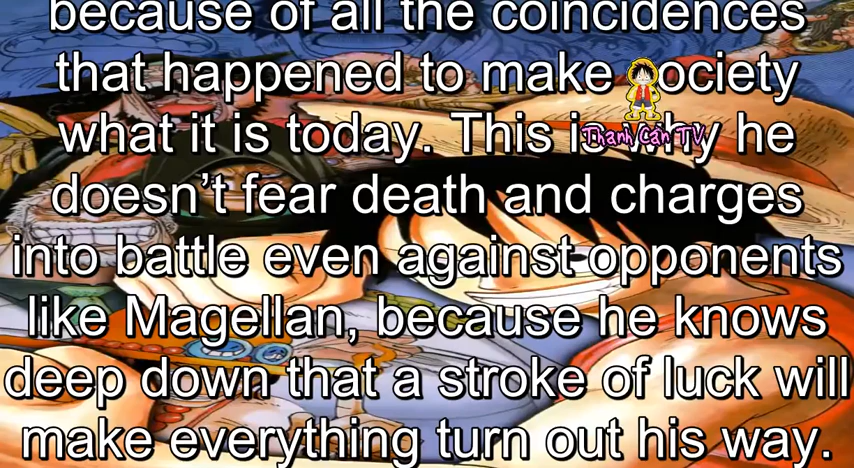 because of all the coincidences
that happened to make society
what it is today. This is why he
Thanh Cán TV
doesn't fear death and charges
into battle even against opponents
like Magellan, because he knows
deep down that a stroke of luck will
make everything turn out his way.